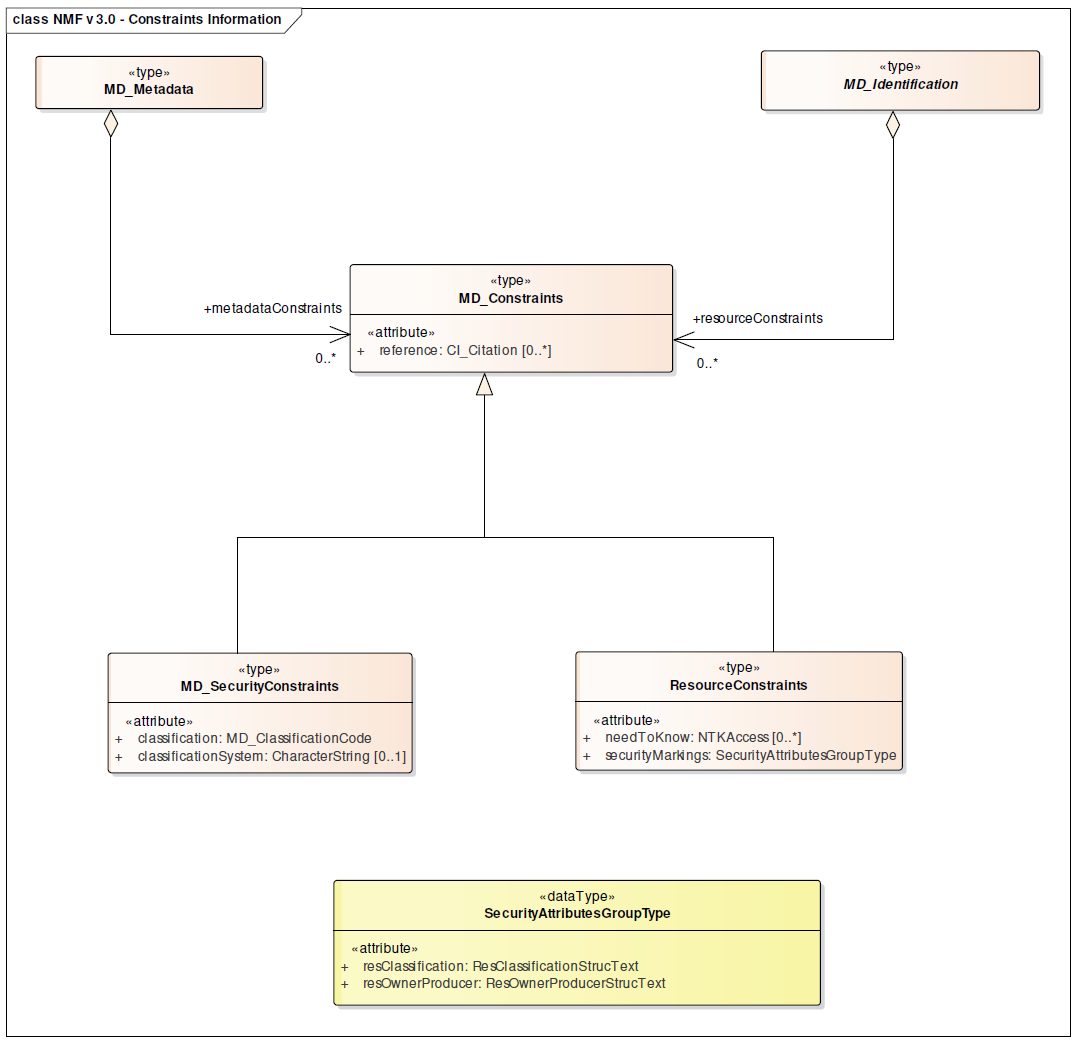 class NMF v 3.0 - Constraints Information
«type»
MD_Metadata
«type»
MD_Identification
+metadataConstraints
0..*
+resourceConstraints
0..*
«type»
MD_Constraints
«attribute»
+ reference: CI_Citation [0..*]
«type»
MD_SecurityConstraints
«attribute»
+ classification: MD_ClassificationCode
+ classificationSystem: CharacterString [0..1]
«type»
ResourceConstraints
«attribute»
+ needToKnow: NTKAccess [0..*]
+ securityMarkings: SecurityAttributesGroupType
«dataType»
SecurityAttributesGroupType
«attribute»
+ resClassification: ResClassificationStrucText
+ resOwnerProducer: ResOwnerProducerStrucText